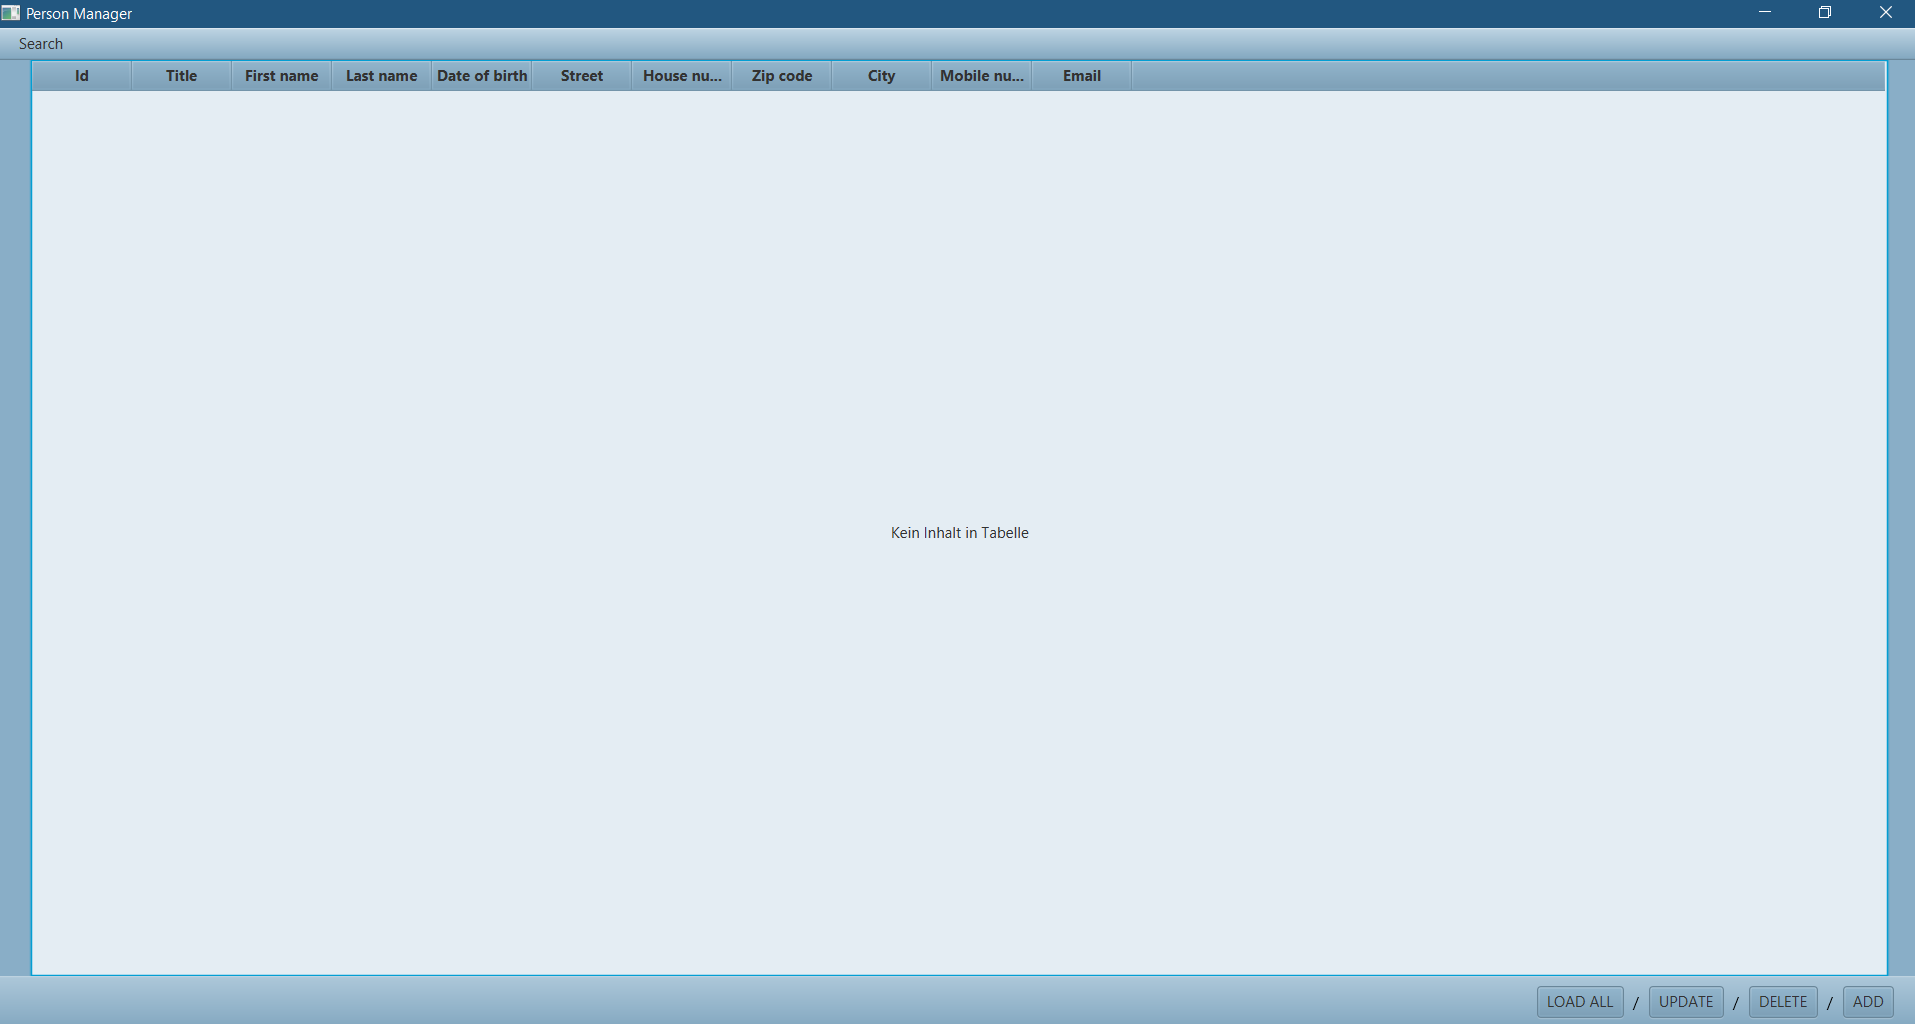 Person Manager
Search
Id Title First name Last name Date of birth Street House nu... Zip code City Mobile nu... Email
Kein Inhalt in Tabelle
LOAD ALL / UPDATE / DELETE / ADD